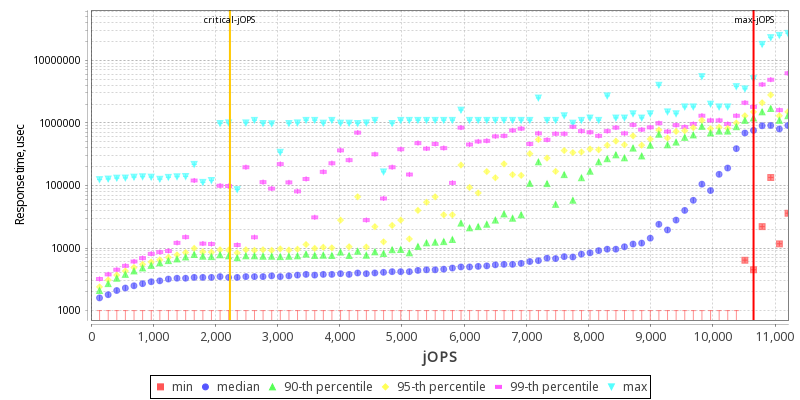 critical-jOPS
max-jOPS
Response time, usec
10000000
1000000
100000
10000
1000
0
1,000
2,000
3,000
4,000
5,000
6,000
7,000
8,000
9,000
10,000
11,000
jOPS
min
median
90-th percentile
95-th percentile
99-th percentile
max